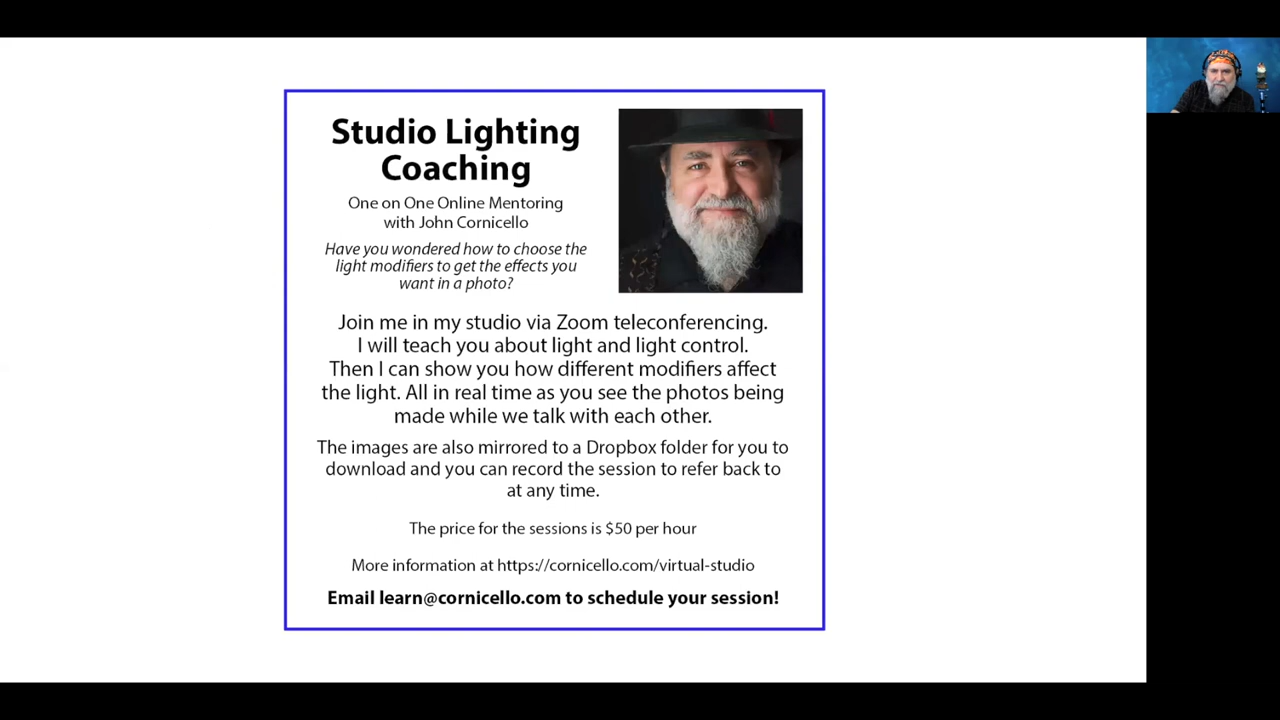 Studio Lighting
Coaching
One on One Online Mentoring
with John Cornicello
Have you wondered how to choose the
light modifiers to get the effects you
want in a photo?
Join me in my studio via Zoom teleconferencing.
I will teach you about light and light control.
Then I can show you how different modifiers affect
the light. All in real time as you see the photos being
made while we talk with each other.
The images are also mirrored to a Dropbox folder for you to
download and you can record the session to refer back to
at any time.
The price for the sessions is $50 per hour
More information at https://cornicello.com/virtual-studio
Email learn@cornicello.com to schedule your session!